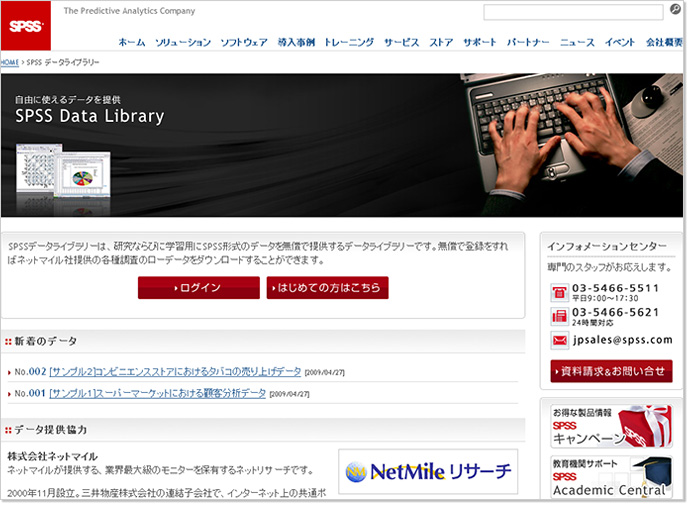 SPSS
The Predictive Analytics Company
ホーム ソリューション ソフトウェア 導入事例 トレーニング サービス ストア サポート パートナー ニュース イベント 会社概要
HOME > SPSS データライブラリー
自由に使えるデータを提供
SPSS Data Library
SPSSデータライブラリーは、研究ならびに学習用にSPSS形式のデータを無償で提供するデータライブラリーです。無償で登録をすれ
ばネットマイル社提供の各種調査のローデータをダウンロードすることができます。
ログイン
はじめての方はこちら
新着のデータ
No.002 [サンプル2]コンビニエンスストアにおけるタバコの売り上げデータ [2009/04/27]
No.001 [サンプル1]スーパーマーケットにおける顧客分析データ [2009/04/27]
データ提供協力
株式会社ネットマイル
ネットマイルが提供する、業界最大級のモニターを保有するネットリサーチです。
2000年11月設立。三井物産株式会社の連結子会社で、インターネット上の共通ポ
NetMile リサーチ
インフォメーションセンター
専門のスタッフがお応えします。
03-5466-5511
平日9:00〜17:30
03-5466-5621
24時間対応
jpsales@spss.com
資料請求&お問い合せ
お得な製品情報
SPSS
キャンペーン
教育機関サポート
SPSS
Academic Central